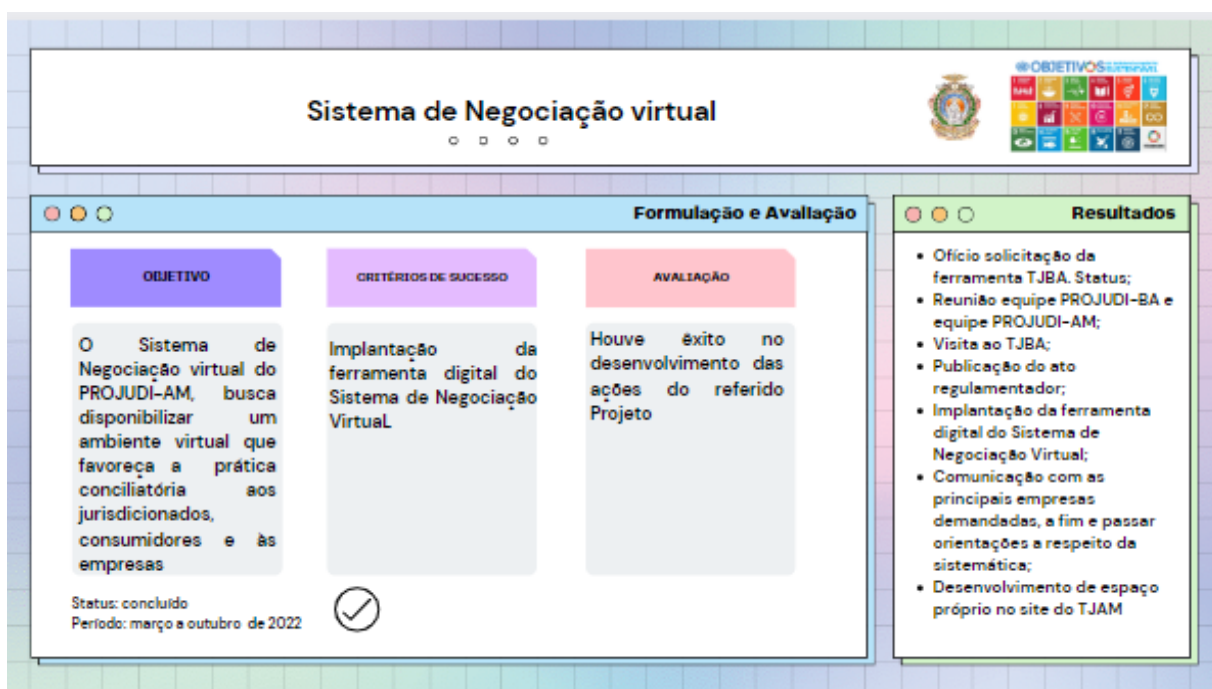 Sistema de Negociação virtual
OBJETIVOS
Formulação e Avaliação
OBJETIVO
CRITÉRIOS DE SUCESSO
AVALIAÇÃO
O Sistema de
Negociação virtual do
PROJUDI-AM, busca
disponibilizar um
ambiente virtual que
favoreça a prática
conciliatória aos
jurisdicionados,
consumidores e às
empresas
Implantação da
ferramenta digital do
Sistema de Negociação
VirtuaL
Houve êxito no
desenvolvimento das
ações do referido
Projeto
Status: concluído
Período: março a outubro de 2022
Resultados
• Ofício solicitação da
ferramenta TJBA. Status;
• Reunião equipe PROJUDI-BA e
equipe PROJUDI-AM;
• Visita ao TJBA;
• Publicação do ato
regulamentador;
• Implantação da ferramenta
digital do Sistema de
Negociação Virtual;
• Comunicação com as
principais empresas
demandadas, a fim e passar
orientações a respeito da
sistemática;
• Desenvolvimento de espaço
próprio no site do TJAM